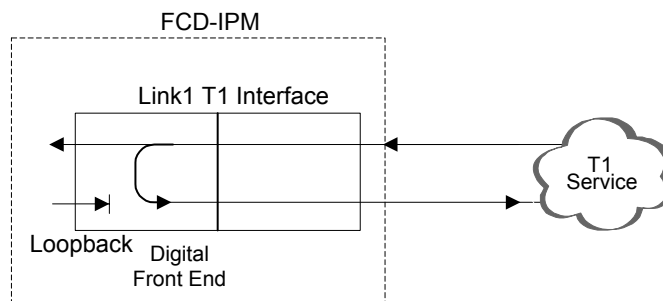 FCD-IPM
Link1 T1 Interface
T1
Service
Loopback
Digital
Front End